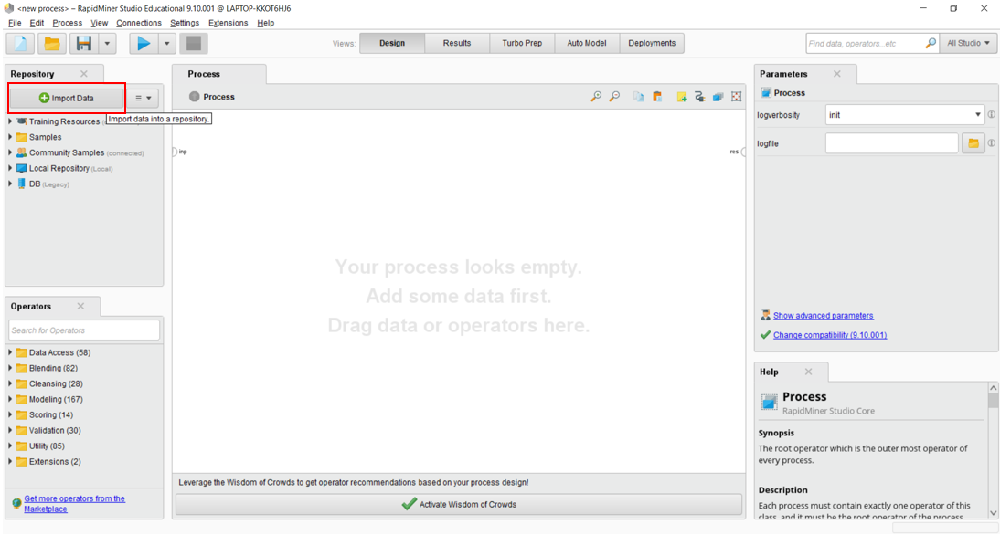 <new process> – RapidMiner Studio Educational 9.10.001 @ LAPTOP-KKOT6HJ6
File Edit Process View Connections Settings Extensions Help
Views: Design Results Turbo Prep Auto Model Deployments
Find data, operators...etc
All Studio
Repository
Import Data
Import data into a repository.
Training Resources
Samples
Community Samples (connected)
Local Repository (Local)
DB (Legacy)
Operators
Search for Operators
Data Access (58)
Blending (82)
Cleansing (28)
Modeling (167)
Scoring (14)
Validation (30)
Utility (85)
Extensions (2)
Get more operators from the
Marketplace
Process
Process
inp
res
Your process looks empty.
Add some data first.
Drag data or operators here.
Leverage the Wisdom of Crowds to get operator recommendations based on your process design!
Activate Wisdom of Crowds
Parameters
Process
logverbosity
init
logfile
Show advanced parameters
Change compatibility (9.10.001)
Help
Process
RapidMiner Studio Core
Synopsis
The root operator which is the outer most operator of
every process.
Description
Each process must contain exactly one operator of this
class, and it must be the root operator of the process.